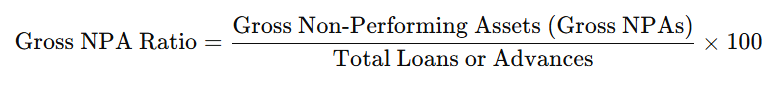 Gross NPA Ratio = Gross Non-Performing Assets (Gross NPAs) / Total Loans or Advances × 100